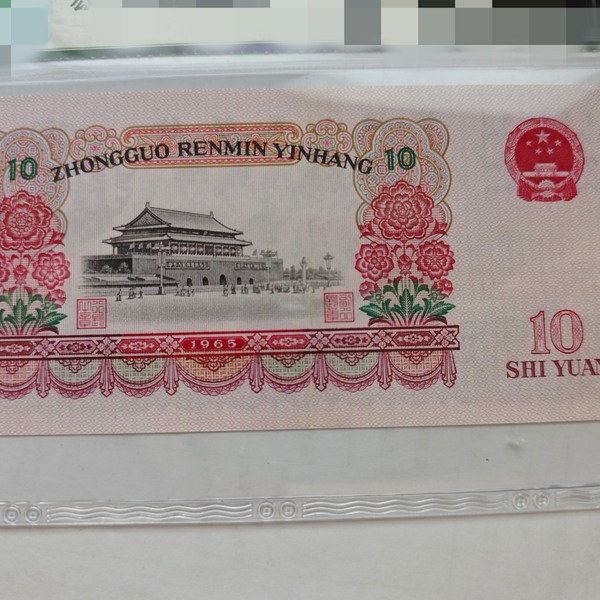 10 ZHONGGUO RENMIN YINHANG 10
1965
10
SHI YUAN